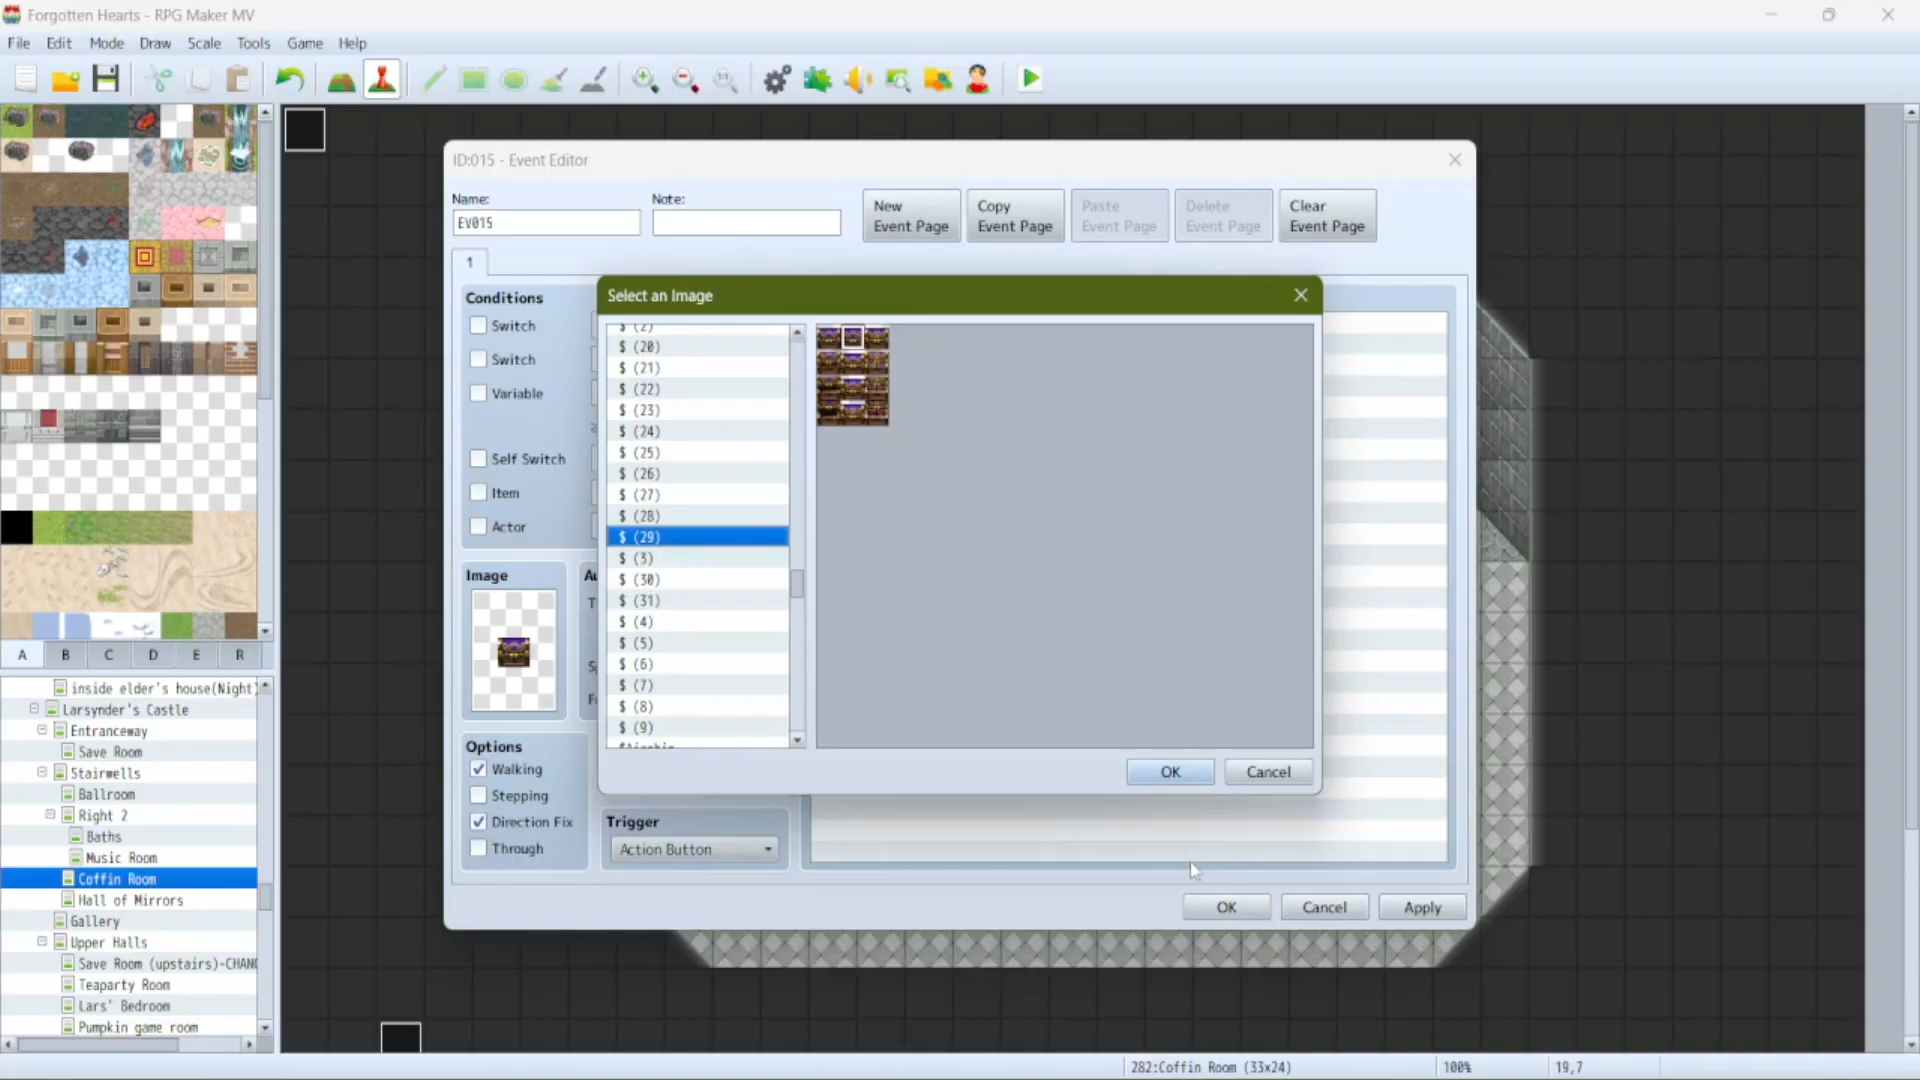 Forgotten Hearts - RPG Maker MV
File Edit Mode Draw Scale Tools Game Help
ID:015 - Event Editor
Name:
EV015
Note:
New
Event Page
Copy
Event Page
Paste
Event Page
Delete
Event Page
Clear
Event Page
1
Conditions
Switch
Switch
Variable
Self Switch
Item
Actor
Image
Options
Walking
Stepping
Direction Fix
Through
Trigger
Action Button
OK
Cancel
Apply
Select an Image
$ (2)
$ (20)
$ (21)
$ (22)
$ (23)
$ (24)
$ (25)
$ (26)
$ (27)
$ (28)
$ (29)
$ (3)
$ (30)
$ (31)
$ (4)
$ (5)
$ (6)
$ (7)
$ (8)
$ (9)
OK
Cancel
A B C D E R
inside elder's house(Night)
Larsynder's Castle
Entranceway
Save Room
Stairwells
Ballroom
Right 2
Baths
Music Room
Coffin Room
Hall of Mirrors
Gallery
Upper Halls
Save Room (upstairs)-CHAN
Teaparty Room
Lars' Bedroom
Pumpkin game room
282:Coffin Room (33x24)
100%
19,7